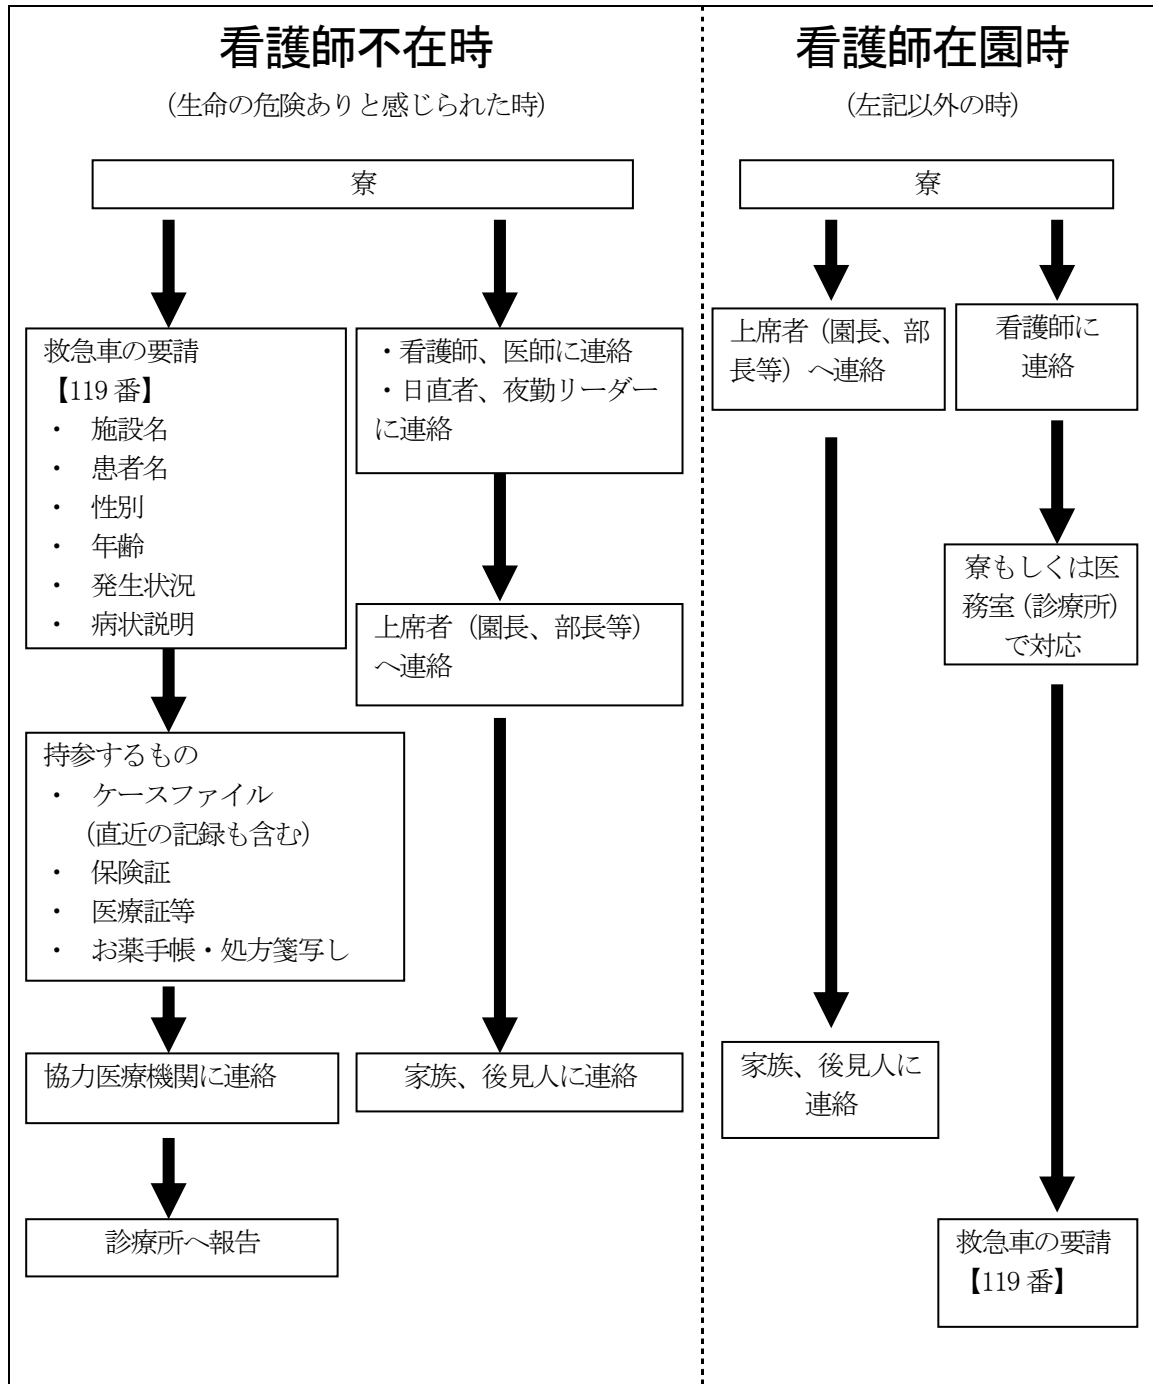 看護師不在時
(生命の危険ありと感じられた時)
寮
救急車の要請
【119番】
・ 施設名
・ 患者名
・ 性別
・ 年齢
・ 発生状況
・ 病状説明
持参するもの
・ ケースファイル
(直近の記録も含む)
・ 保険証
・ 医療証等
・ お薬手帳・処方箋写し
協力医療機関に連絡
診療所へ報告
・看護師、医師に連絡
・日直者、夜勤リーダー
に連絡
上席者（園長、部長等）
へ連絡
家族、後見人に連絡
看護師在園時
(左記以外の時)
寮
上席者（園長、部
長等）へ連絡
家族、後見人に
連絡
看護師に
連絡
寮もしくは医
務室(診療所)
で対応
救急車の要請
【119番】